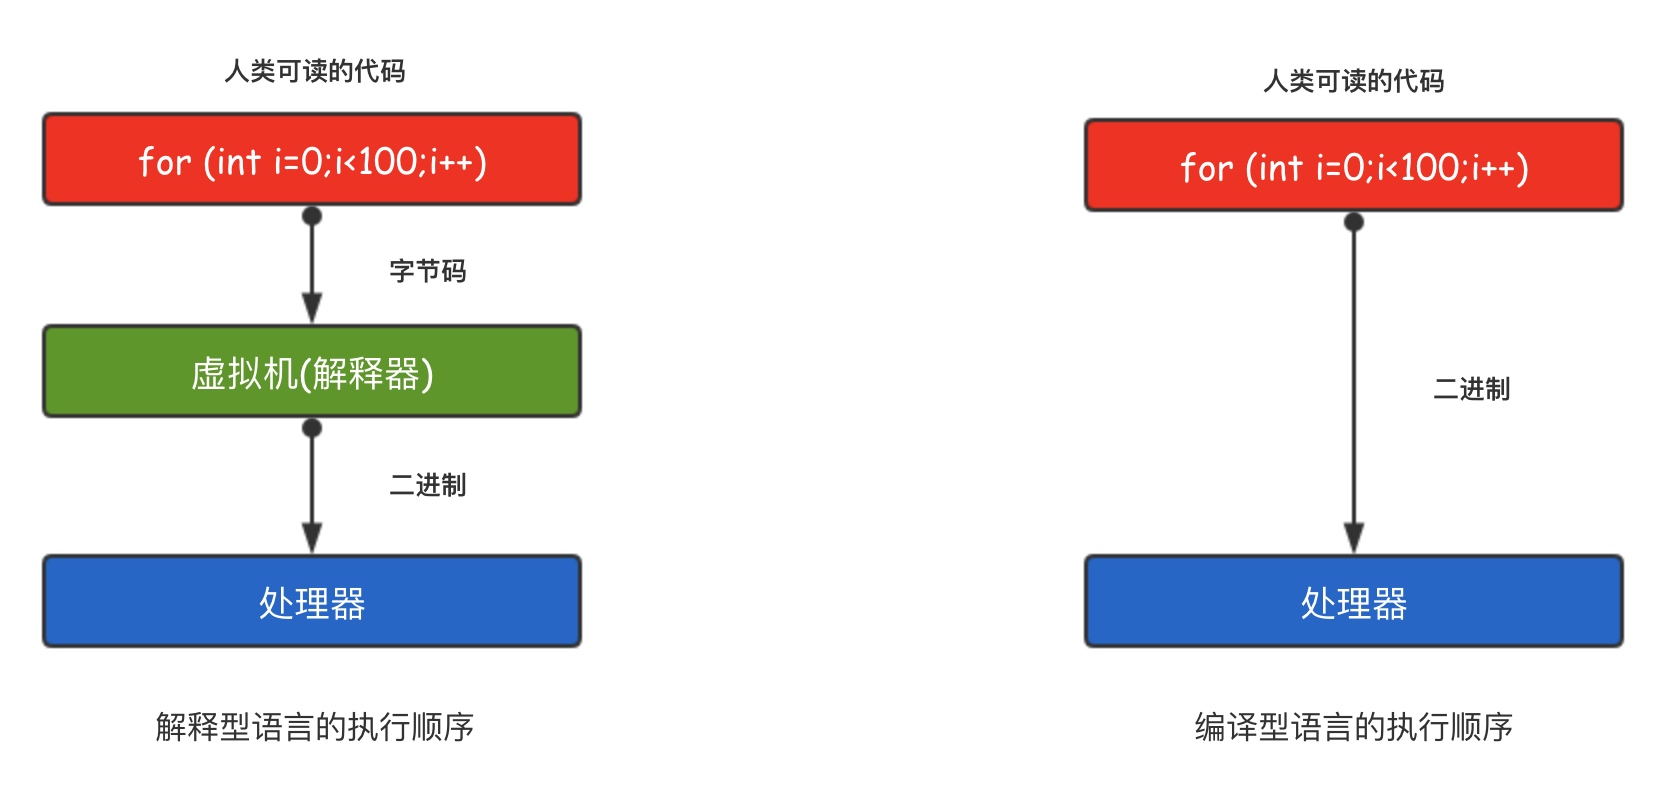 人类可读的代码
for (int i=0;i<100;i++)
字节码
虚拟机(解释器)
二进制
处理器
解释型语言的执行顺序
人类可读的代码
for (int i=0;i<100;i++)
二进制
处理器
编译型语言的执行顺序